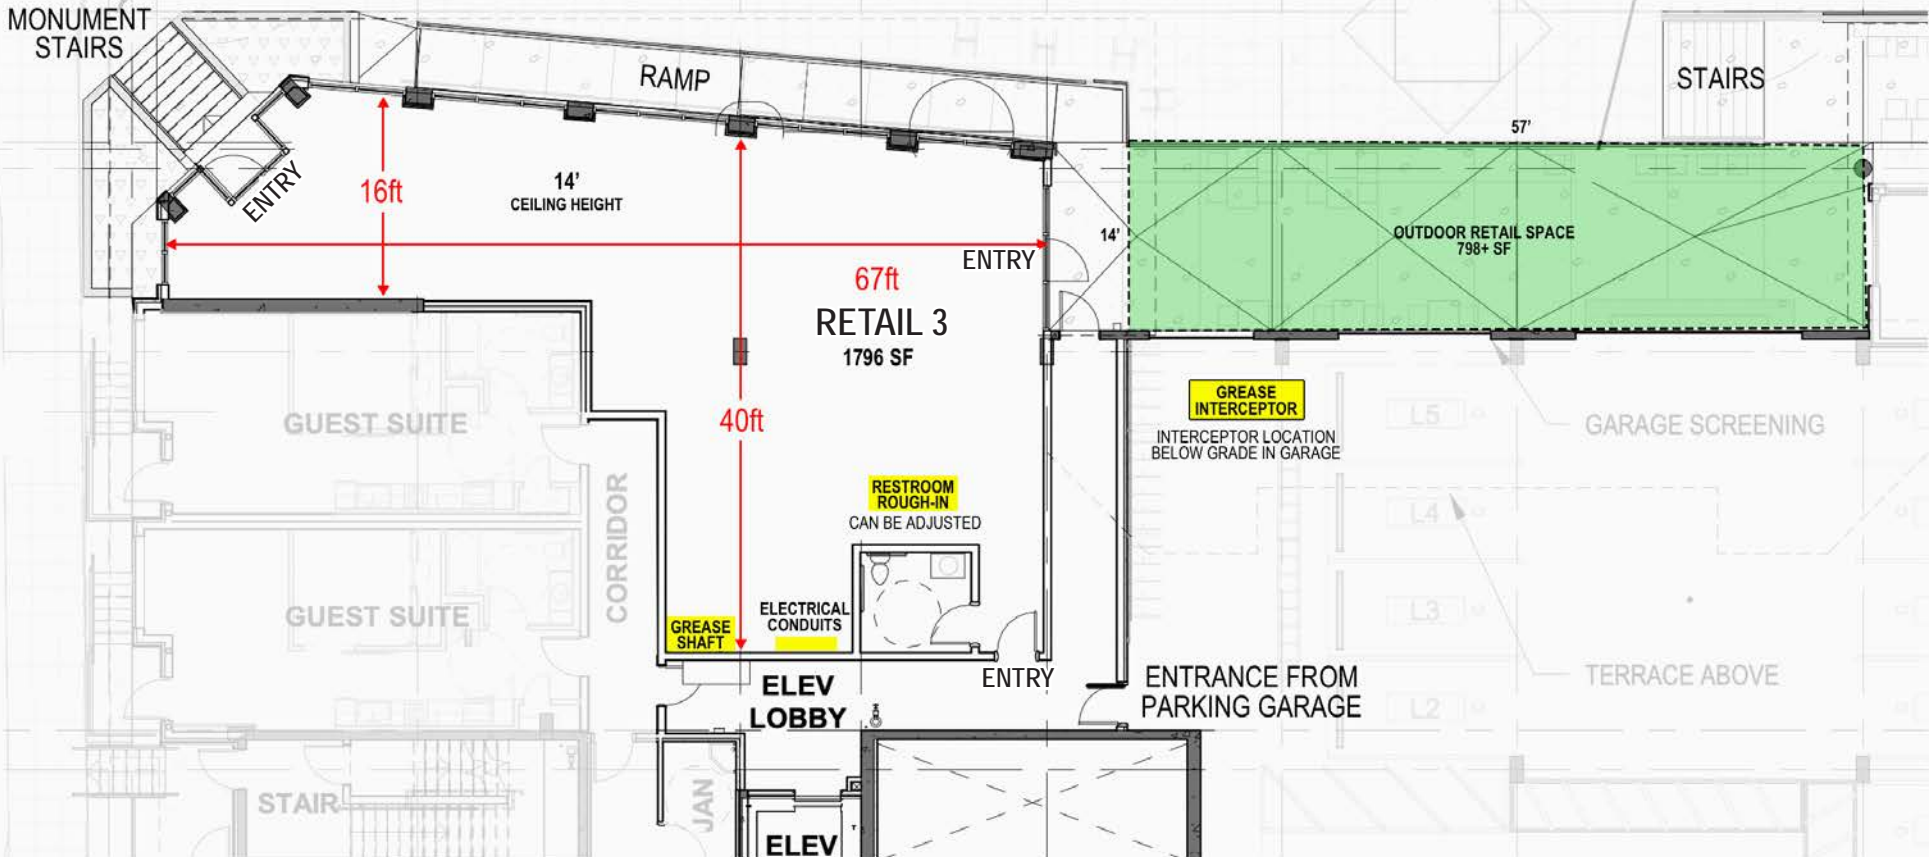 MONUMENT
STAIRS
RAMP
STAIRS
57'
ENTRY
16ft
14'
CEILING HEIGHT
ENTRY
14'
OUTDOOR RETAIL SPACE
798+ SF
67ft
RETAIL 3
1796 SF
40ft
GREASE
INTERCEPTOR
INTERCEPTOR LOCATION
BELOW GRADE IN GARAGE
L5
GARAGE SCREENING
GUEST SUITE
CORRIDOR
RESTROOM
ROUGH-IN
CAN BE ADJUSTED
L4
GUEST SUITE
GREASE
SHAFT
ELECTRICAL
CONDUITS
L3
ENTRY
ELEV
LOBBY
ENTRANCE FROM
PARKING GARAGE
TERRACE ABOVE
L2
STAIR
JAN
ELEV